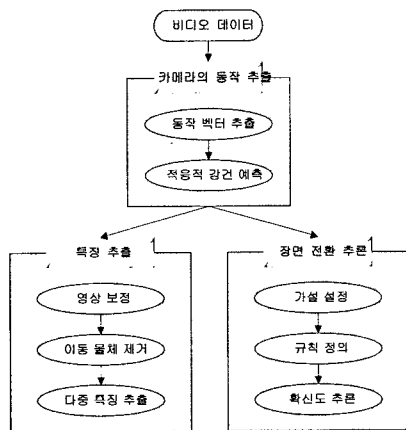 비디오 데이터
카메라의 동작 추출
동작 벡터 추출
적응적 강건 예측
특징 추출
영상 보정
이동 물체 제거
다중 특징 추출
장면 전환 추론
가설 설정
규칙 정의
확신도 추론